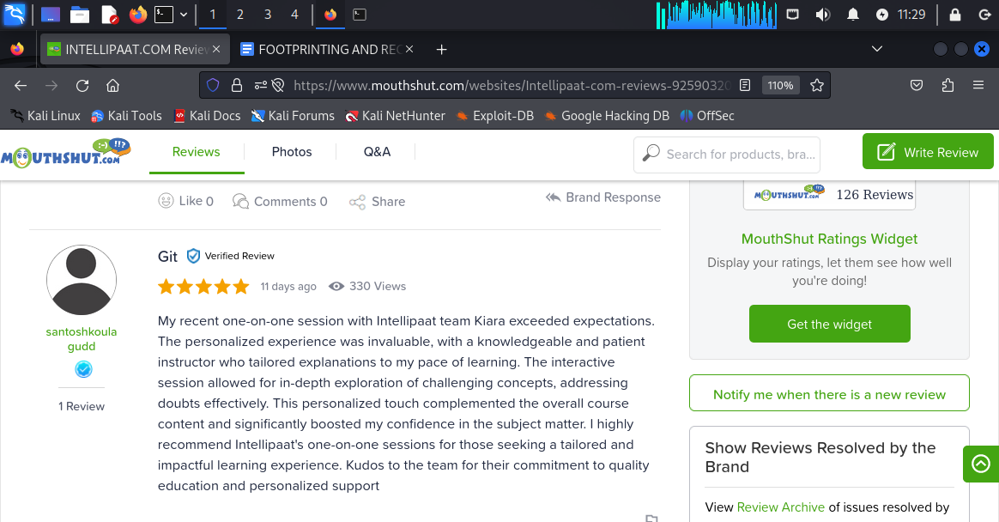 1 2 3 4 11:29
INTELLIPAAT.COM Review FOOTPRINTING AND REC
https://www.mouthshut.com/websites/Intellipaat-com-reviews-92590320 110%
Kali Linux Kali Tools Kali Docs Kali Forums Kali NetHunter Exploit-DB Google Hacking DB OffSec
MOUTHSHUT.COM Reviews Photos Q&A Search for products, bra... Write Review
Like 0 Comments 0 Share Brand Response
MOUTHSHUT.COM 126 Reviews
MouthShut Ratings Widget
Display your ratings, let them see how well
you're doing!
Get the widget
Notify me when there is a new review
Show Reviews Resolved by the
Brand
View Review Archive of issues resolved by
santoshkoula
gudd
1 Review
Git Verified Review
11 days ago 330 Views
My recent one-on-one session with Intellipaat team Kiara exceeded expectations.
The personalized experience was invaluable, with a knowledgeable and patient
instructor who tailored explanations to my pace of learning. The interactive
session allowed for in-depth exploration of challenging concepts, addressing
doubts effectively. This personalized touch complemented the overall course
content and significantly boosted my confidence in the subject matter. I highly
recommend Intellipaat's one-on-one sessions for those seeking a tailored and
impactful learning experience. Kudos to the team for their commitment to quality
education and personalized support